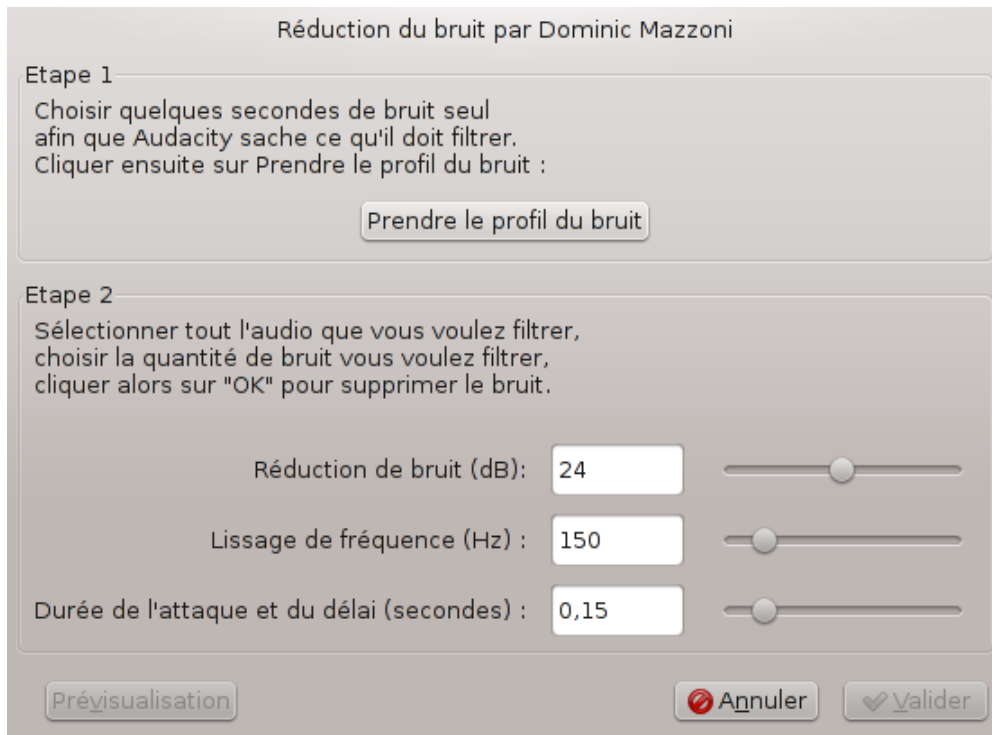 Réduction du bruit par Dominic Mazzoni
Etape 1
Choisir quelques secondes de bruit seul
afin que Audacity sache ce qu'il doit filtrer.
Cliquer ensuite sur Prendre le profil du bruit :
Prendre le profil du bruit
Etape 2
Sélectionner tout l'audio que vous voulez filtrer,
choisir la quantité de bruit vous voulez filtrer,
cliquer alors sur "OK" pour supprimer le bruit.
Réduction de bruit (dB): 24
Lissage de fréquence (Hz) : 150
Durée de l'attaque et du délai (secondes) : 0,15
Prévisualisation Annuler Valider